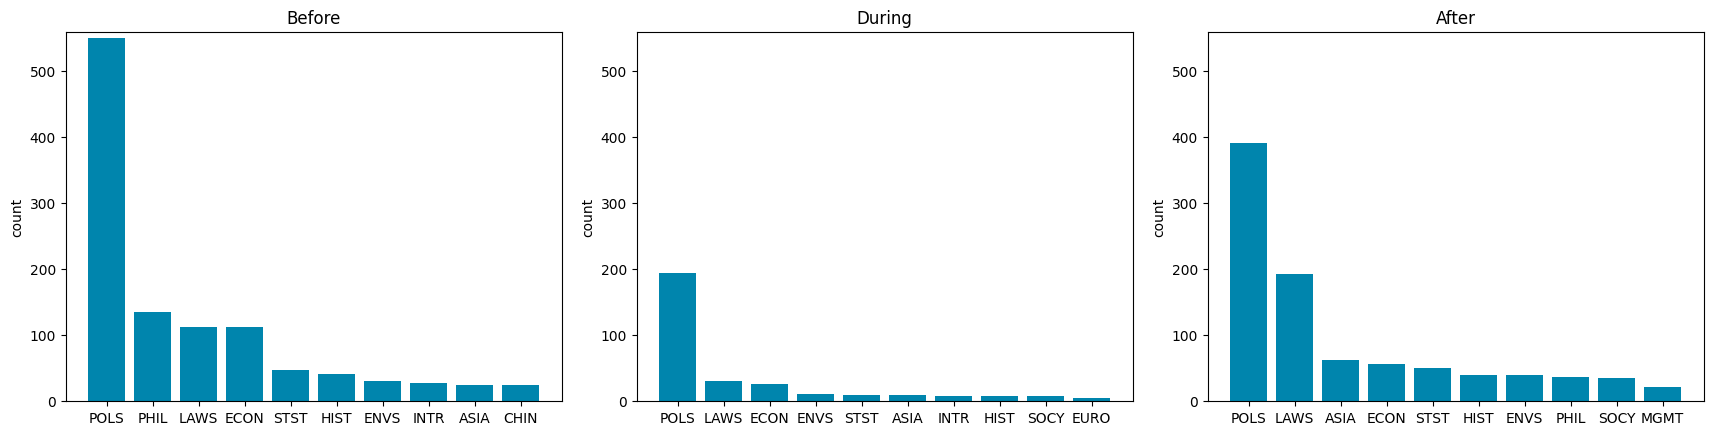 Before
count
500
400
300
200
100
0
POLS PHIL LAWS ECON STST HIST ENVS INTR ASIA CHIN
During
count
500
400
300
200
100
0
POLS LAWS ECON ENVS STST ASIA INTR HIST SOCY EURO
After
count
500
400
300
200
100
0
POLS LAWS ASIA ECON STST HIST ENVS PHIL SOCY MGMT